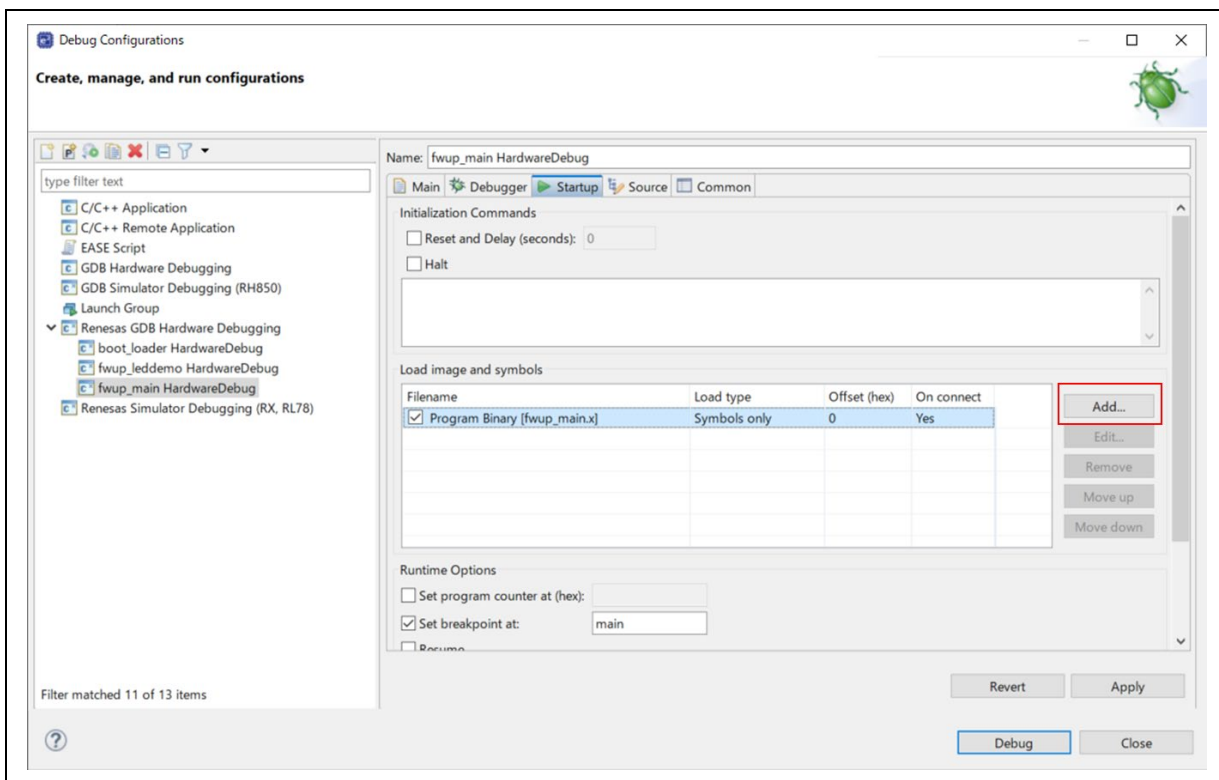 Debug Configurations
Create, manage, and run configurations
type filter text
C/C++ Application
C/C++ Remote Application
EASE Script
GDB Hardware Debugging
GDB Simulator Debugging (RH850)
Launch Group
Renesas GDB Hardware Debugging
boot_loader HardwareDebug
fwup_leddemo HardwareDebug
fwup_main HardwareDebug
Renesas Simulator Debugging (RX, RL78)
Filter matched 11 of 13 items
Name: fwup_main HardwareDebug
Main Debugger Startup Source Common
Initialization Commands
Reset and Delay (seconds): 0
Halt
Load image and symbols
Filename Load type Offset (hex) On connect
Program Binary [fwup_main.x] Symbols only 0 Yes
Add...
Edit...
Remove
Move up
Move down
Runtime Options
Set program counter at (hex):
Set breakpoint at: main
Resume
Revert Apply
Debug Close